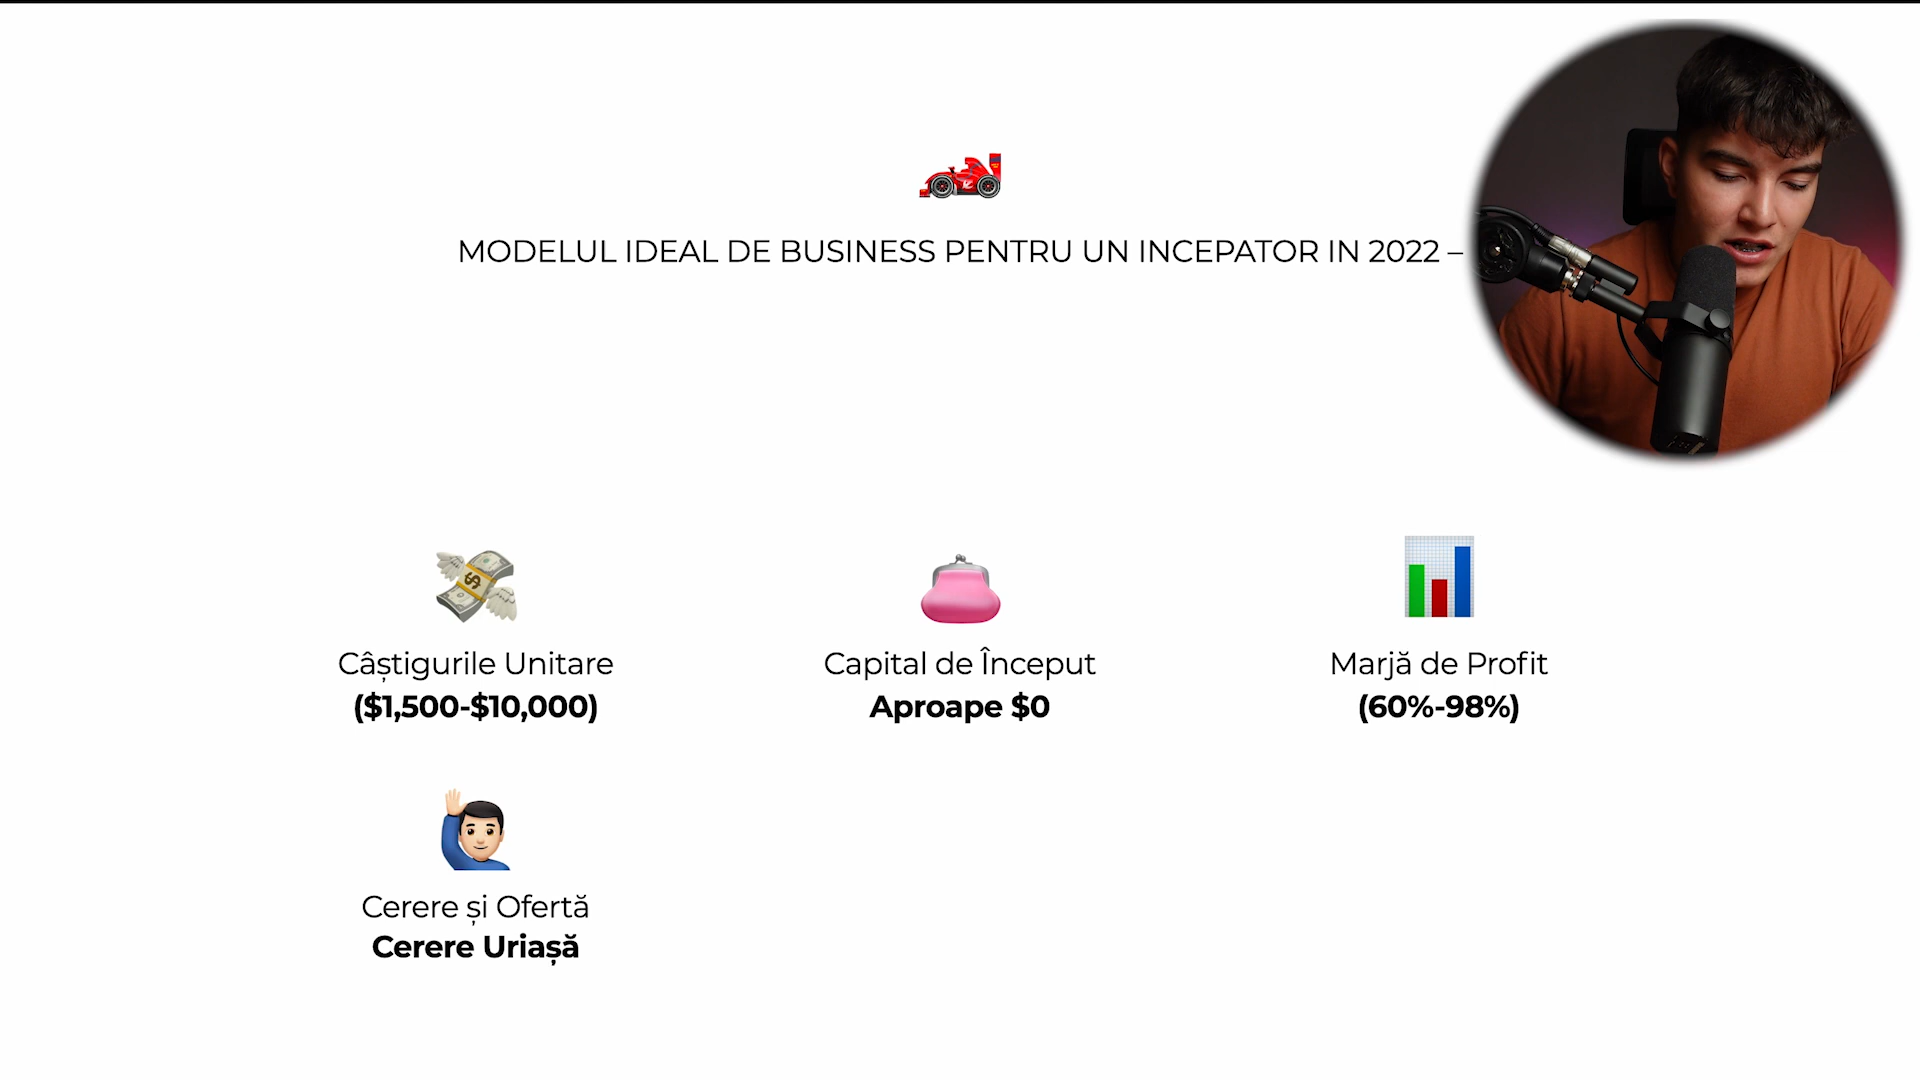 MODELUL IDEAL DE BUSINESS PENTRU UN INCEPATOR IN 2022 –
Câștigurile Unitare
($1,500-$10,000)
Capital de Început
Aproape $0
Marjă de Profit
(60%-98%)
Cerere și Ofertă
Cerere Uriașă